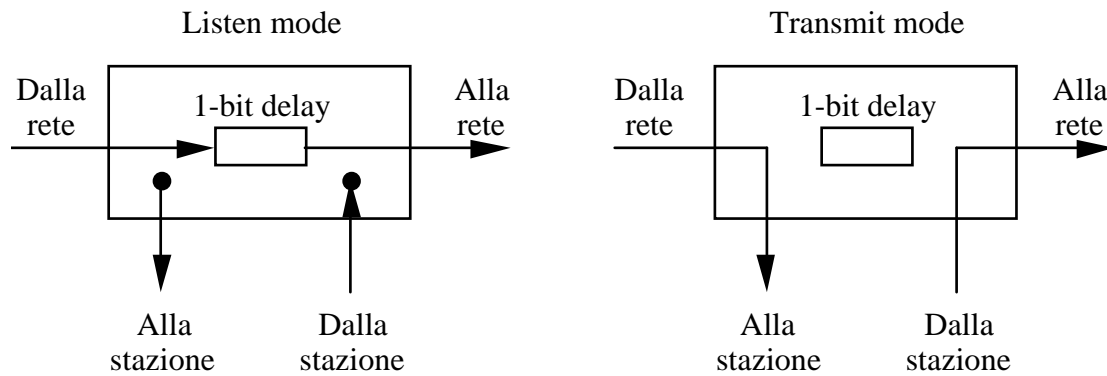 Listen mode
Dalla
rete
1-bit delay
Alla
rete
Alla
stazione
Dalla
stazione
Transmit mode
Dalla
rete
1-bit delay
Alla
rete
Alla
stazione
Dalla
stazione